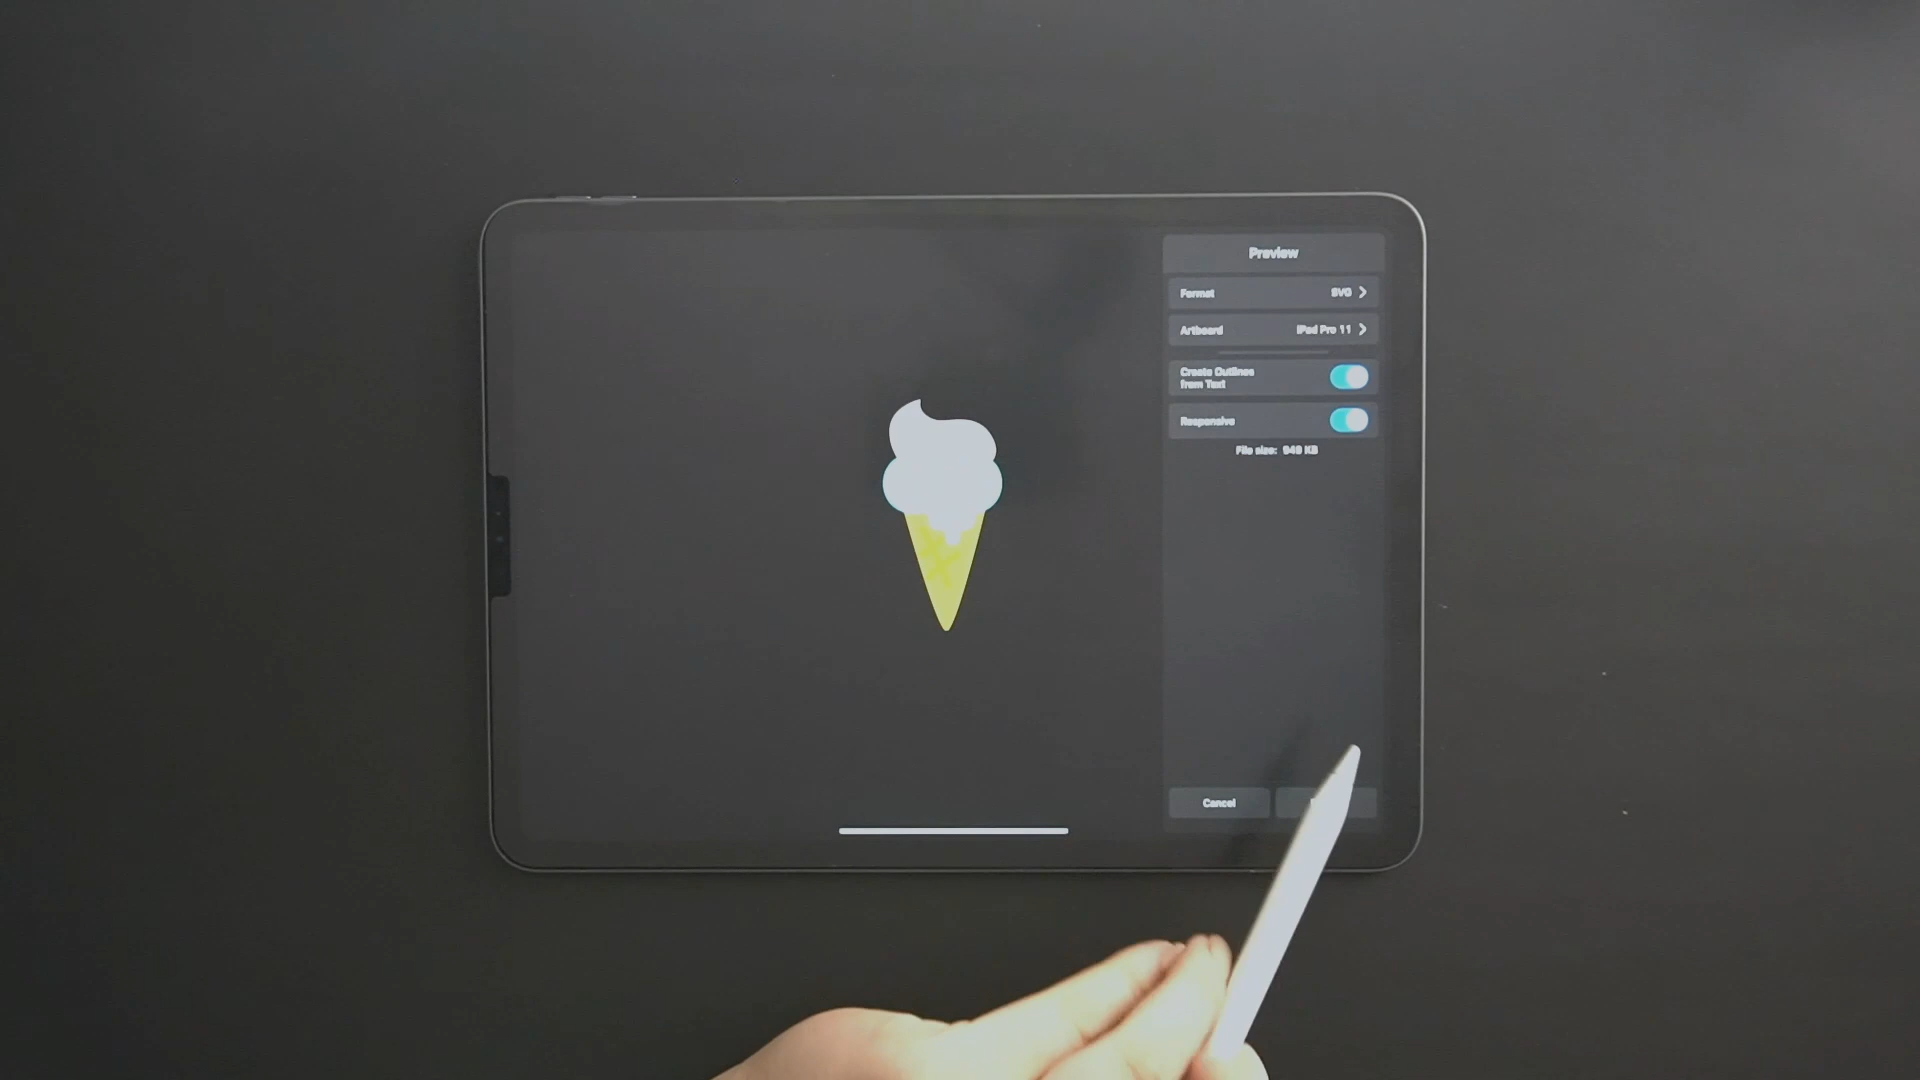 Preview
Format SVG
Artboard iPad Pro 11
Create Outlines
from Text
Responsive
File size: 949 KB
Cancel